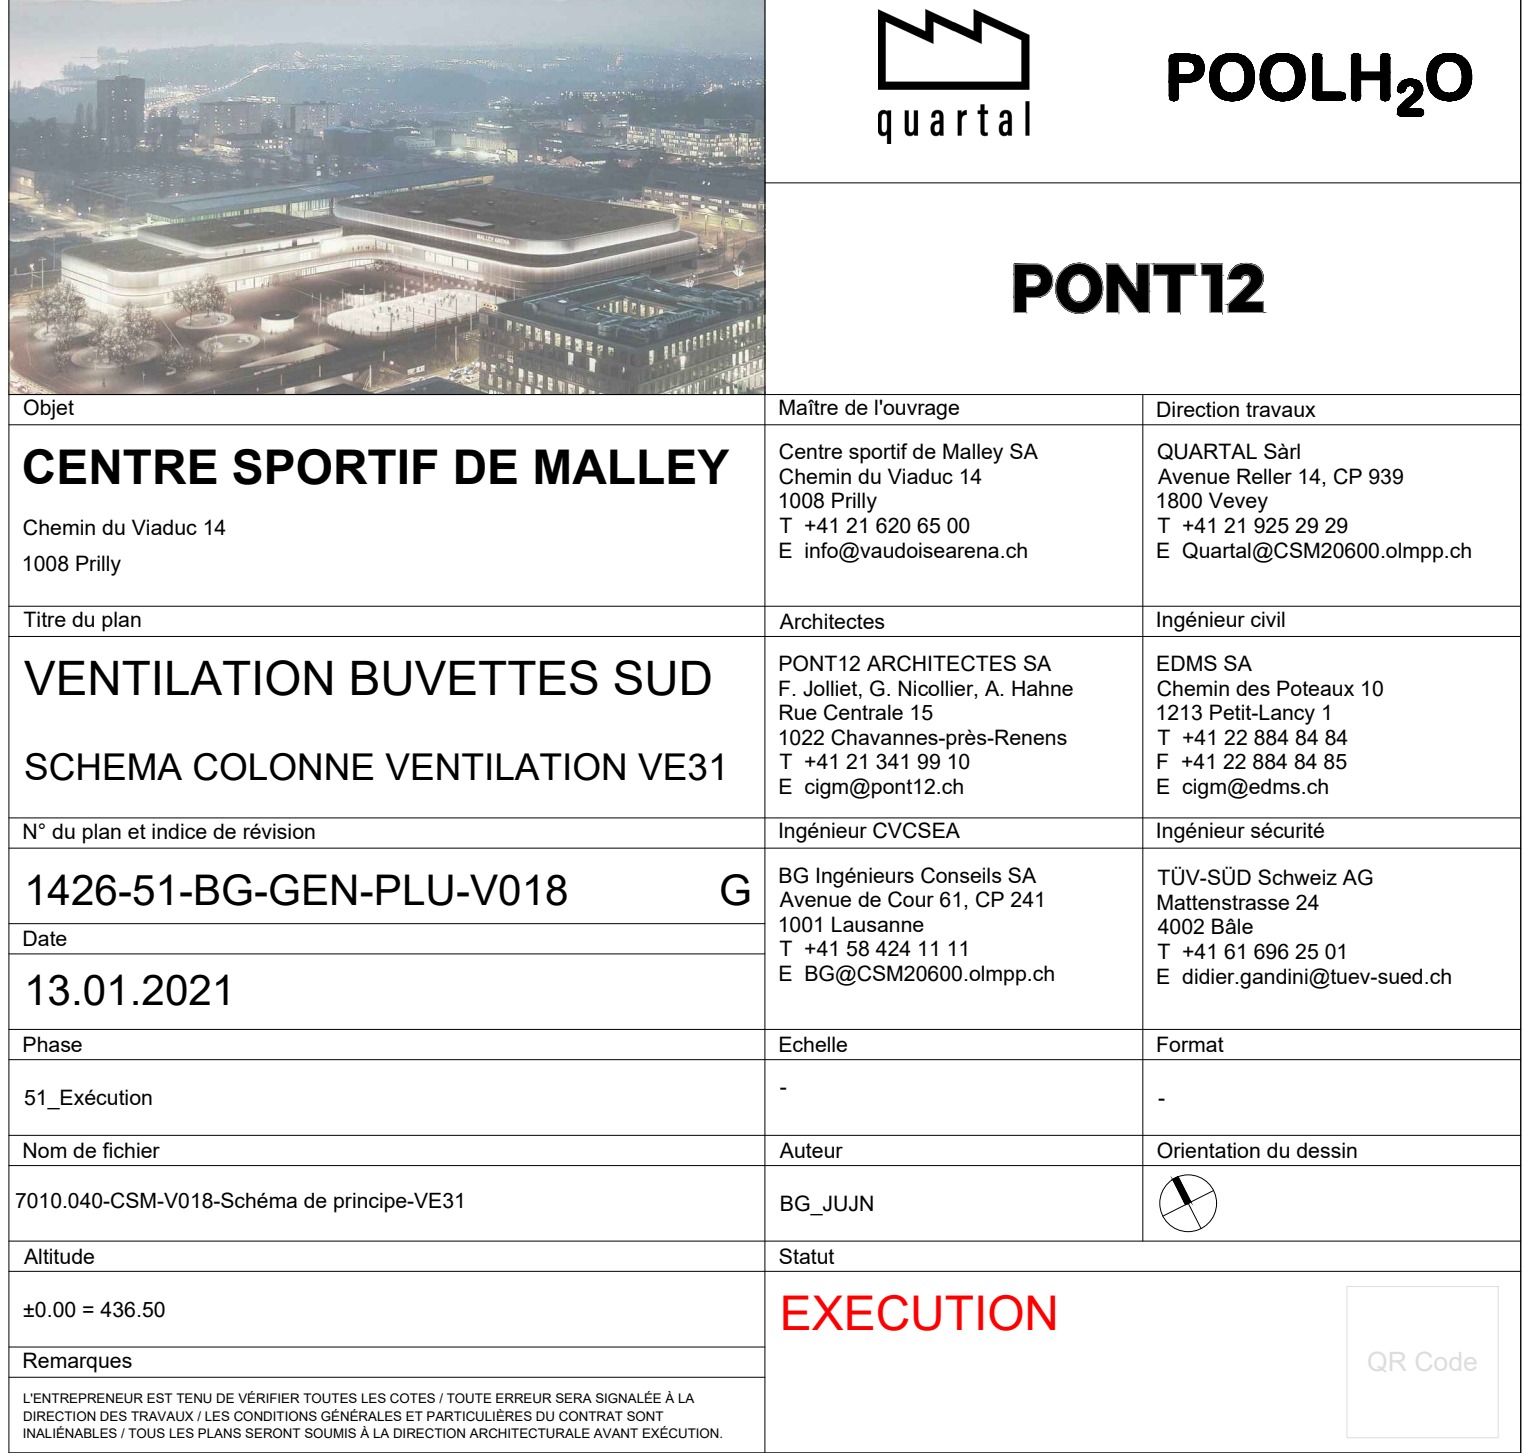 quartal
POOLH₂O
MALLEY ARENA
PONT12
Objet
CENTRE SPORTIF DE MALLEY
Chemin du Viaduc 14
1008 Prilly
Maître de l'ouvrage
Centre sportif de Malley SA
Chemin du Viaduc 14
1008 Prilly
T +41 21 620 65 00
E info@vaudoisearena.ch
Direction travaux
QUARTAL Sàrl
Avenue Reller 14, CP 939
1800 Vevey
T +41 21 925 29 29
E Quartal@CSM20600.olmpp.ch
Titre du plan
VENTILATION BUVETTES SUD
SCHEMA COLONNE VENTILATION VE31
Architectes
PONT12 ARCHITECTES SA
F. Jolliet, G. Nicollier, A. Hahne
Rue Centrale 15
1022 Chavannes-près-Renens
T +41 21 341 99 10
E cigm@pont12.ch
Ingénieur civil
EDMS SA
Chemin des Poteaux 10
1213 Petit-Lancy 1
T +41 22 884 84 84
F +41 22 884 84 85
E cigm@edms.ch
N° du plan et indice de révision
1426-51-BG-GEN-PLU-V018 G
Date
13.01.2021
Ingénieur CVCSEA
BG Ingénieurs Conseils SA
Avenue de Cour 61, CP 241
1001 Lausanne
T +41 58 424 11 11
E BG@CSM20600.olmpp.ch
Ingénieur sécurité
TÜV-SÜD Schweiz AG
Mattenstrasse 24
4002 Bâle
T +41 61 696 25 01
E didier.gandini@tuev-sued.ch
Phase
51_Exécution
Echelle
-
Format
-
Nom de fichier
7010.040-CSM-V018-Schéma de principe-VE31
Auteur
BG_JUJN
Orientation du dessin
Altitude
±0.00 = 436.50
Statut
EXECUTION
QR Code
Remarques
L'ENTREPRENEUR EST TENU DE VÉRIFIER TOUTES LES COTES / TOUTE ERREUR SERA SIGNALÉE À LA
DIRECTION DES TRAVAUX / LES CONDITIONS GÉNÉRALES ET PARTICULIÈRES DU CONTRAT SONT
INALIÉNABLES / TOUS LES PLANS SERONT SOUMIS À LA DIRECTION ARCHITECTURALE AVANT EXÉCUTION.